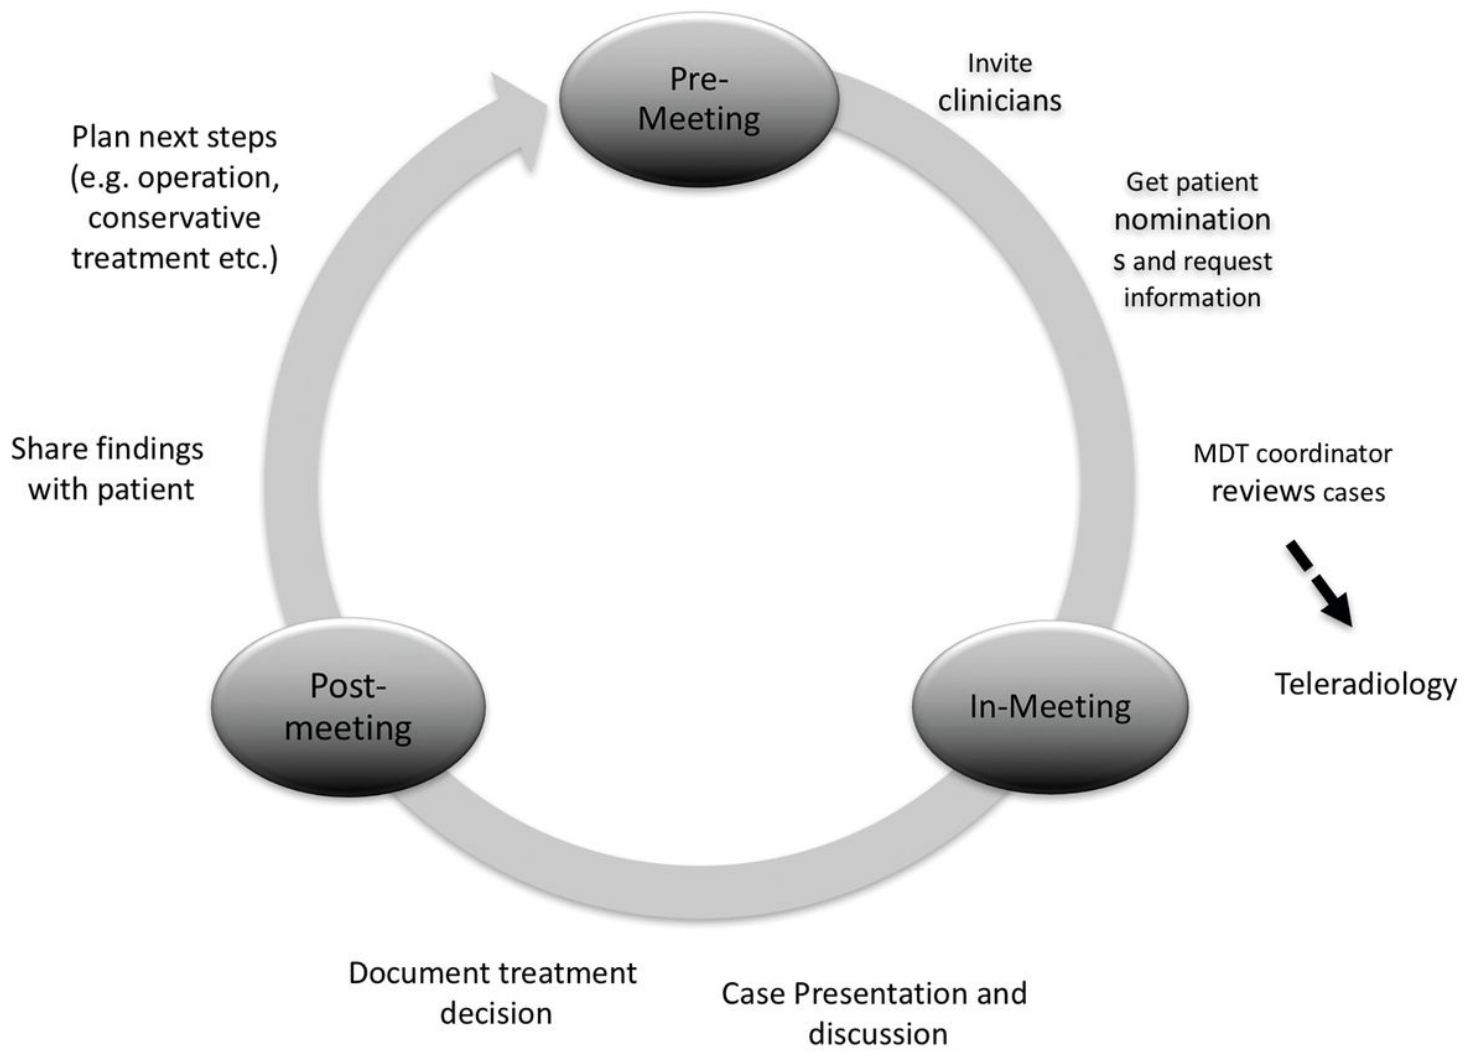 Pre-
Meeting
Invite
clinicians
Get patient
nomination
s and request
information
MDT coordinator
reviews cases
Teleradiology
In-Meeting
Case Presentation and
discussion
Document treatment
decision
Post-
meeting
Share findings
with patient
Plan next steps
(e.g. operation,
conservative
treatment etc.)